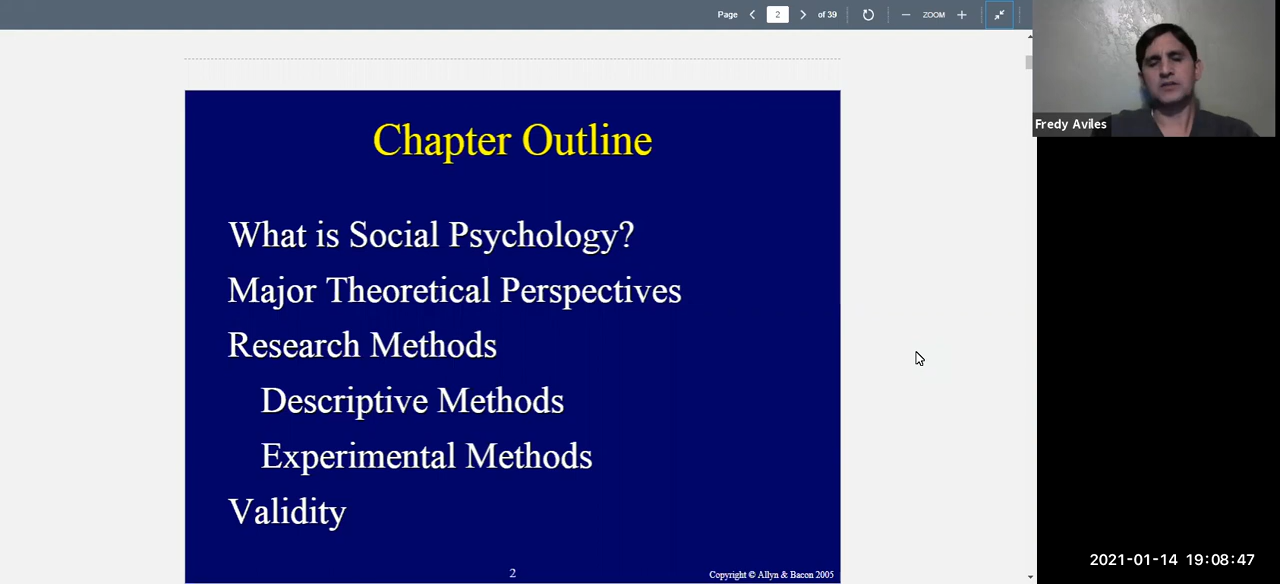 Page 2 of 39 ZOOM
Fredy Aviles
Chapter Outline
What is Social Psychology?
Major Theoretical Perspectives
Research Methods
Descriptive Methods
Experimental Methods
Validity
2
Copyright © Allyn & Bacon 2005
2021-01-14 19:08:47